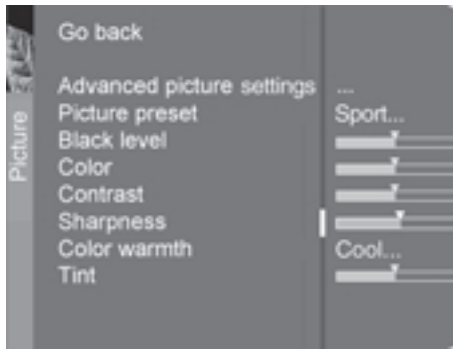 Go back
Picture
Advanced picture settings ...
Picture preset Sport...
Black level
Color
Contrast
Sharpness
Color warmth Cool...
Tint